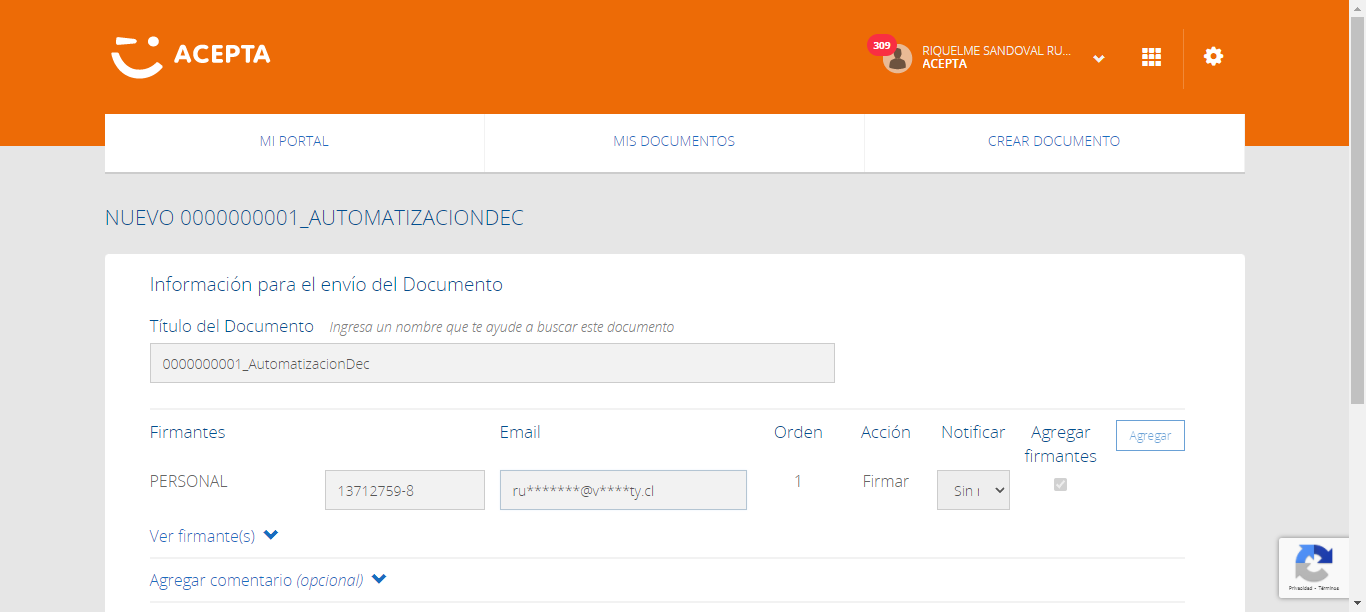 ACEPTA
309
RIQUELME SANDOVAL RU...
ACEPTA
MI PORTAL
MIS DOCUMENTOS
CREAR DOCUMENTO
NUEVO 0000000001_AUTOMATIZACIONDEC
Información para el envío del Documento
Título del Documento Ingresa un nombre que te ayude a buscar este documento
0000000001_AutomatizacionDec
Firmantes Email Orden Acción Notificar Agregar firmantes Agregar
PERSONAL 13712759-8 ru*******@v****ty.cl 1 Firmar Sin
Ver firmante(s)
Agregar comentario (opcional)
Privacidad - Términos